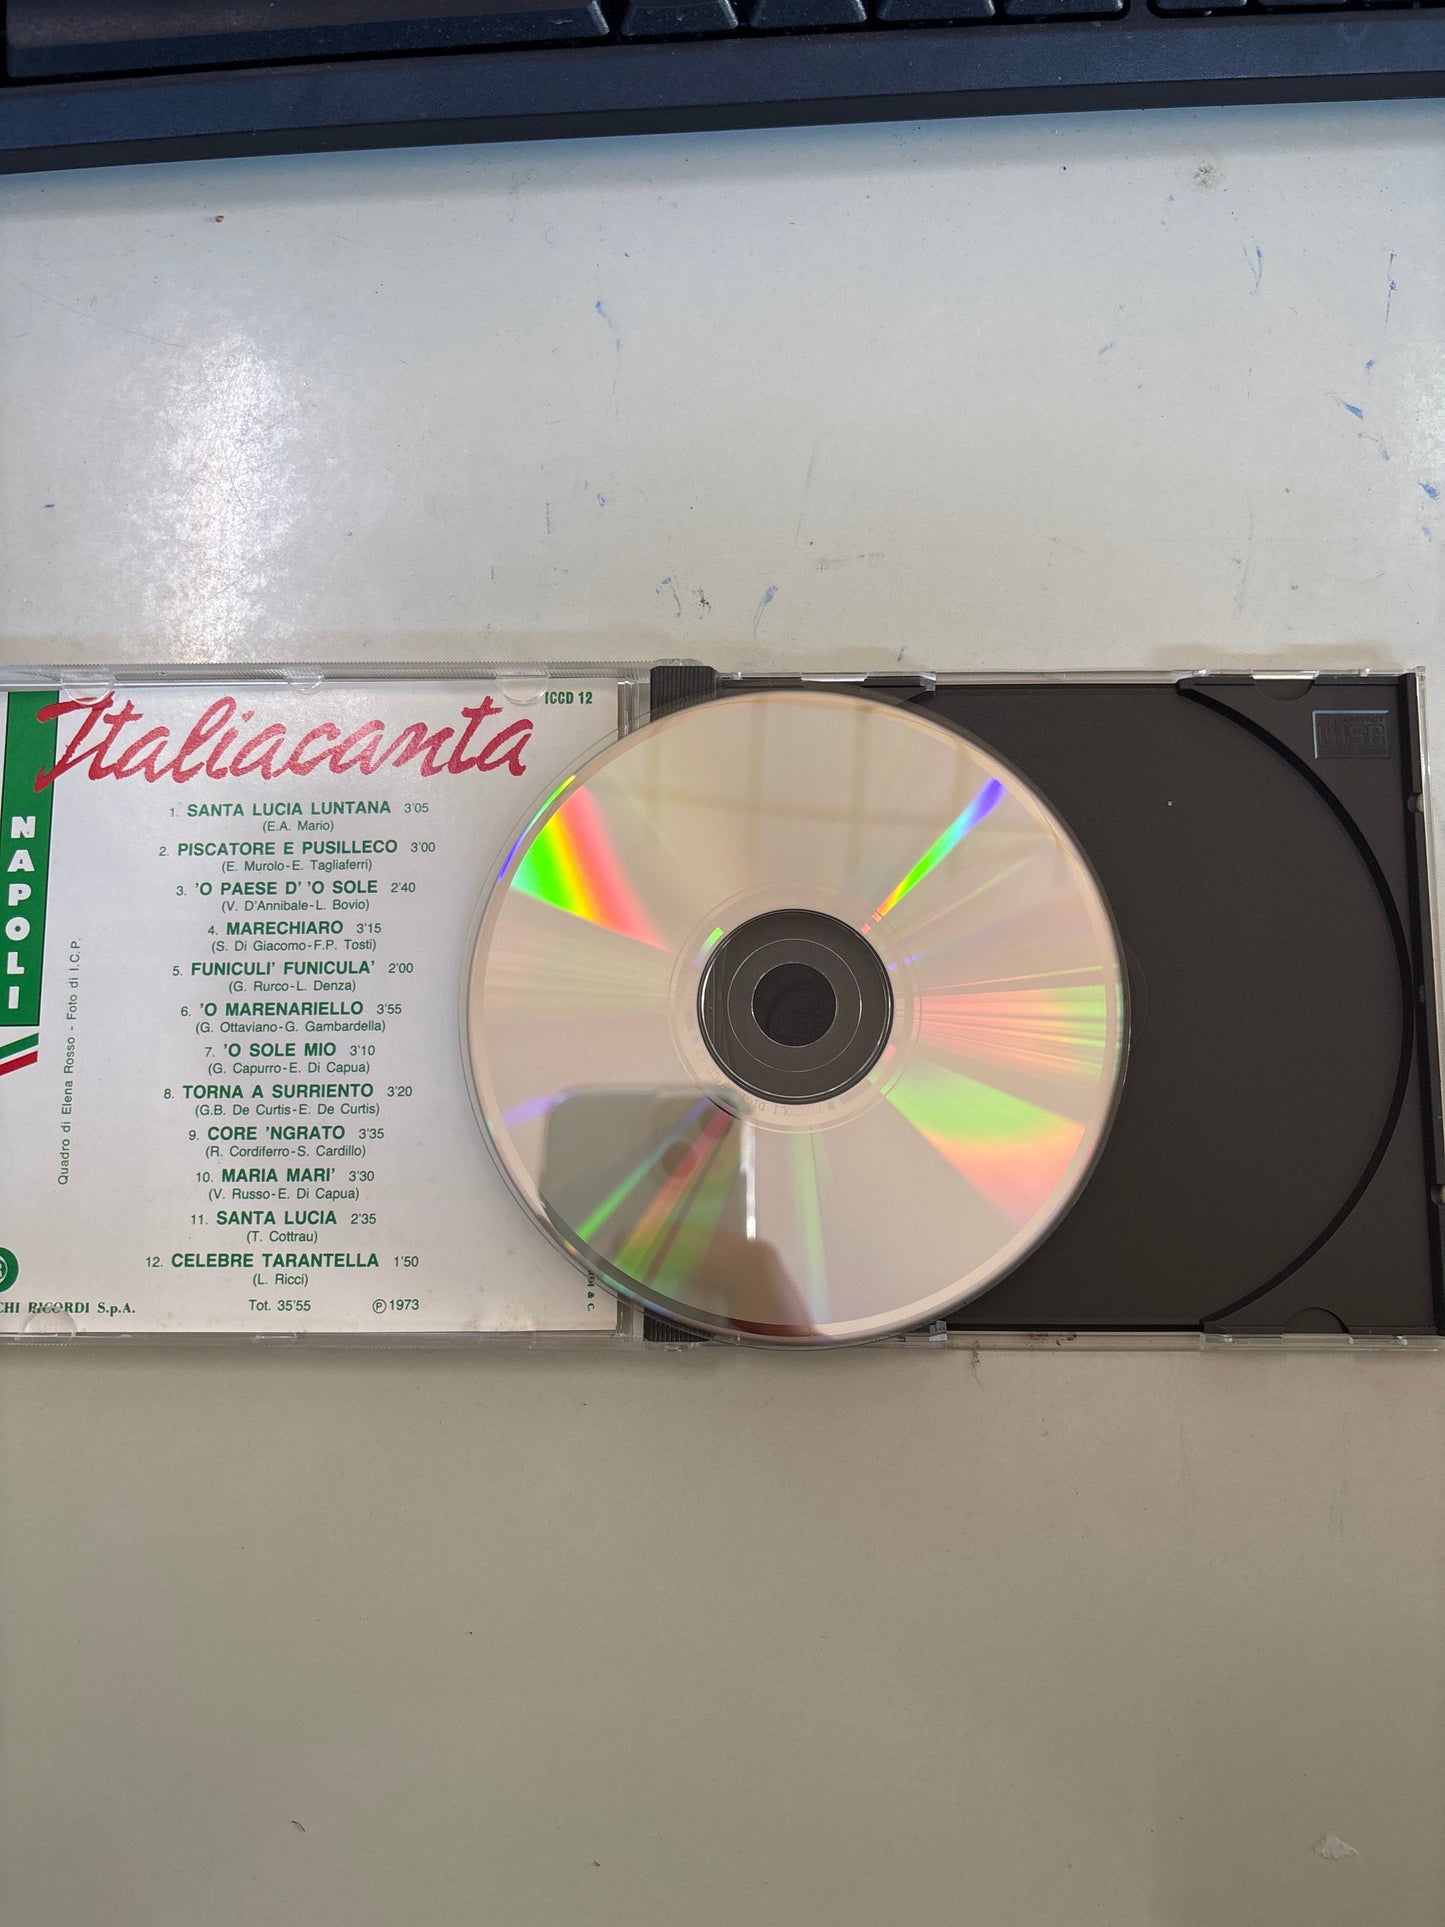 ICCD 12
Italiacanta
NAPOLI
1. SANTA LUCIA LUNTANA 3'05
(E.A. Mario)
2. PISCATORE E PUSILLECO 3'00
(E. Murolo-E. Tagliaferri)
3. 'O PAESE D' 'O SOLE 2'40
(V. D'Annibale-L. Bovio)
4. MARECHIARO 3'15
(S. Di Giacomo-F.P. Tosti)
5. FUNICULI' FUNICULA' 2'00
(G. Rurco-L. Denza)
6. 'O MARENARIELLO 3'55
(G. Ottaviano-G. Gambardella)
7. 'O SOLE MIO 3'10
(G. Capurro-E. Di Capua)
8. TORNA A SURRIENTO 3'20
(G.B. De Curtis-E. De Curtis)
9. CORE 'NGRATO 3'35
(R. Cordiferro-S. Cardillo)
10. MARIA MARI' 3'30
(V. Russo-E. Di Capua)
11. SANTA LUCIA 2'35
(T. Cottrau)
12. CELEBRE TARANTELLA 1'50
(L. Ricci)
Tot. 35'55 Ⓟ 1973
CHI RICORDI S.p.A.
Quadro di Elena Rosso - Foto di I.C.P.
& C.
COMPACT
disc
DIGITAL AUDIO